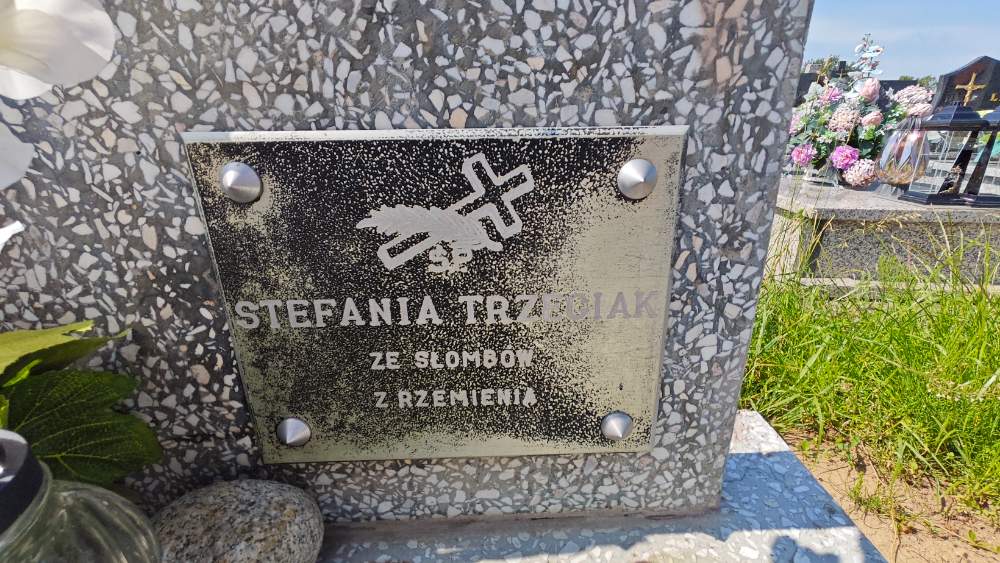 ŚP
STEFANIA TRZECIAK
ZE SŁOMBÓW
Z RZEMIENIA